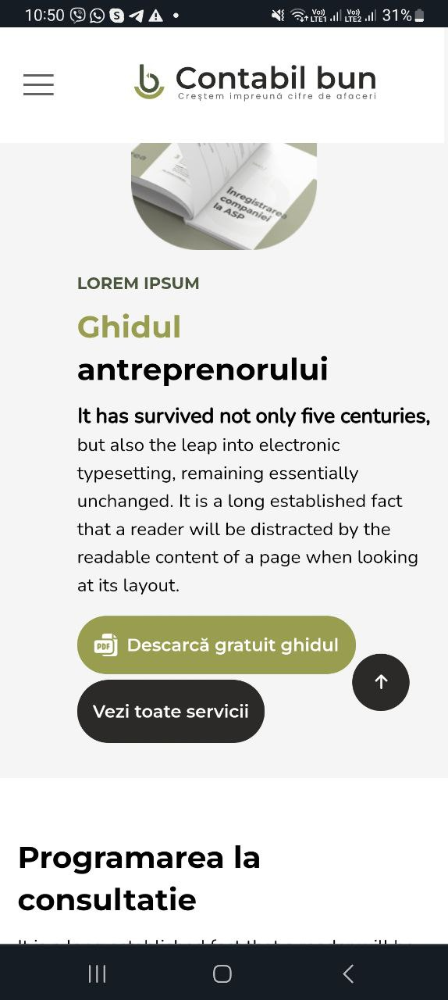 10:50
Vo) LTE1 Vo) LTE2 31%
Contabil bun
Creștem împreună cifre de afaceri
Înregistrarea
companiei
la ASP
LOREM IPSUM
Ghidul
antreprenorului
It has survived not only five centuries,
but also the leap into electronic
typesetting, remaining essentially
unchanged. It is a long established fact
that a reader will be distracted by the
readable content of a page when looking
at its layout.
PDF Descarcă gratuit ghidul
Vezi toate servicii
Programarea la
consultatie